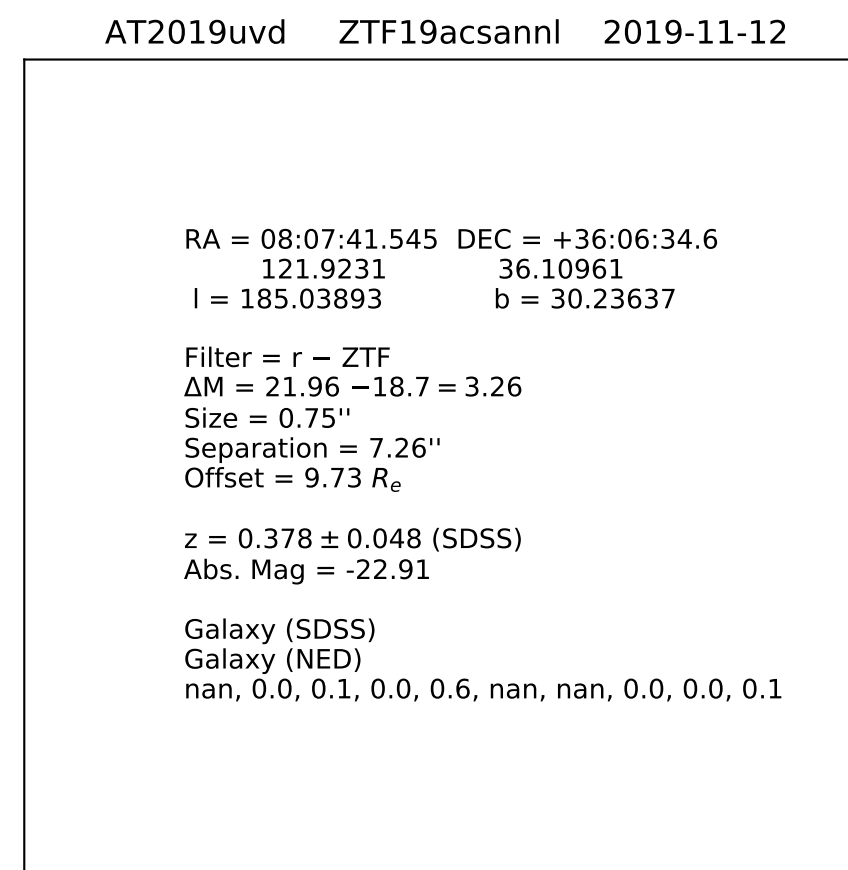 AT2019uvd ZTF19acsannl 2019-11-12
RA = 08:07:41.545 DEC = +36:06:34.6
121.9231 36.10961
l = 185.03893 b = 30.23637
Filter = r − ZTF
ΔM = 21.96 −18.7 = 3.26
Size = 0.75''
Separation = 7.26''
Offset = 9.73 Re
z = 0.378 ± 0.048 (SDSS)
Abs. Mag = -22.91
Galaxy (SDSS)
Galaxy (NED)
nan, 0.0, 0.1, 0.0, 0.6, nan, nan, 0.0, 0.0, 0.1